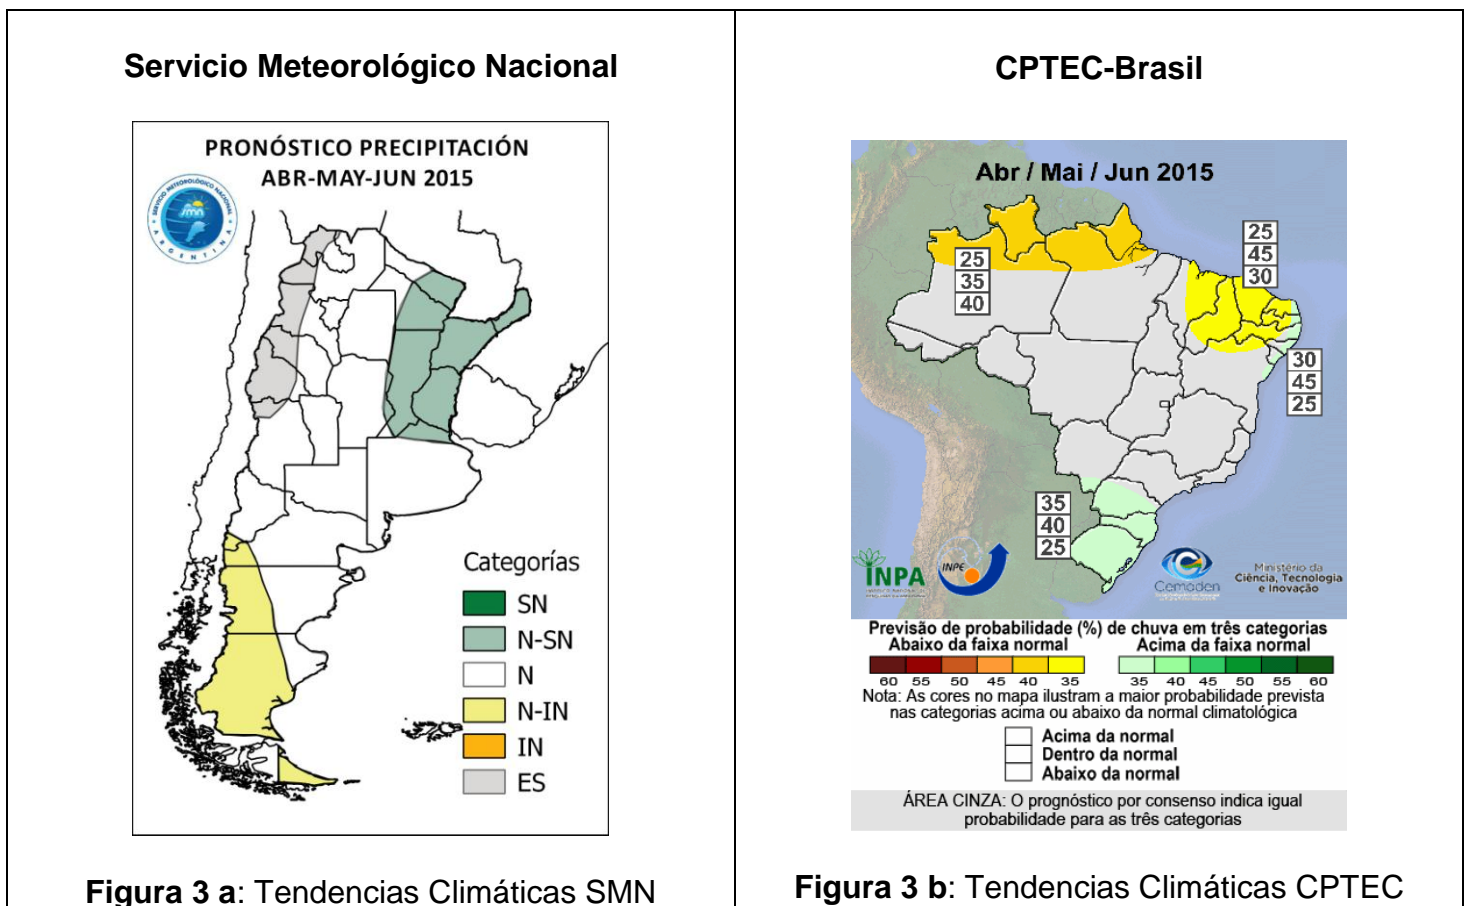 Servicio Meteorológico Nacional
PRONÓSTICO PRECIPITACIÓN
ABR-MAY-JUN 2015
SERVICIO METEOROLÓGICO NACIONAL
smn
ARGENTINA
Categorías
SN
N-SN
N
N-IN
IN
ES
Figura 3 a: Tendencias Climáticas SMN
CPTEC-Brasil
Abr / Mai / Jun 2015
25
45
30
25
35
40
30
45
25
35
40
25
INPA
INPE
Cemaden
Ministério da
Ciência, Tecnologia
e Inovação
Previsão de probabilidade (%) de chuva em três categorias
Abaixo da faixa normal Acima da faixa normal
60 55 50 45 40 35 35 40 45 50 55 60
Nota: As cores no mapa ilustram a maior probabilidade prevista
nas categorias acima ou abaixo da normal climatológica
Acima da normal
Dentro da normal
Abaixo da normal
ÁREA CINZA: O prognóstico por consenso indica igual
probabilidade para as três categorias
Figura 3 b: Tendencias Climáticas CPTEC